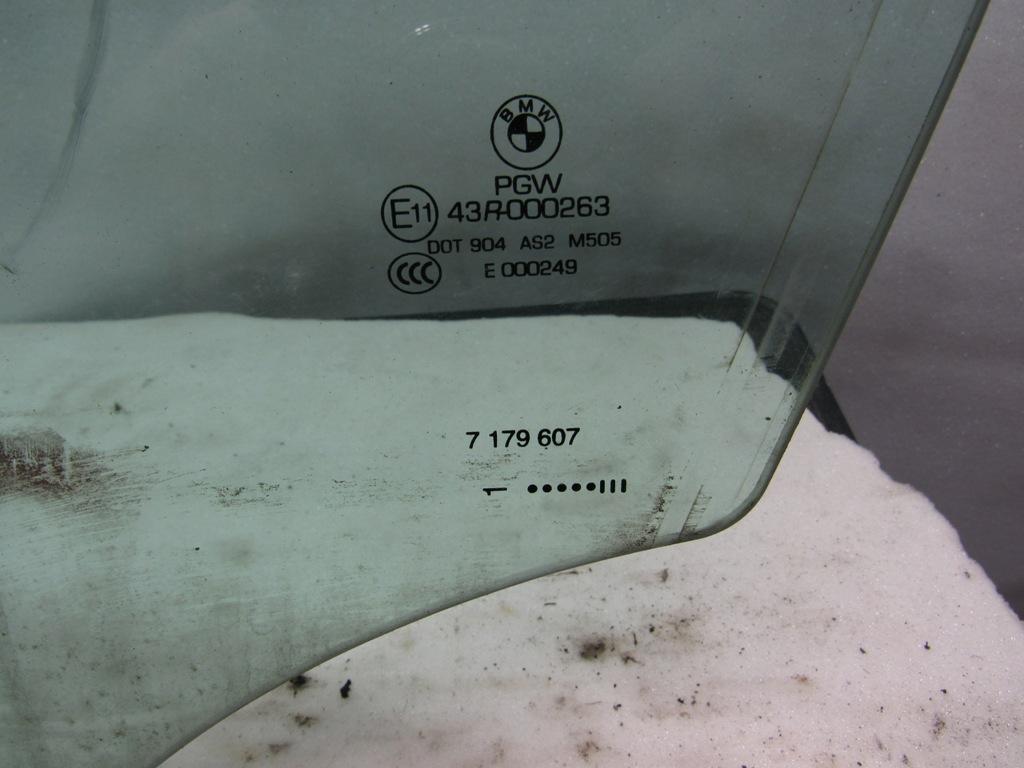 BMW
PGW
E11 43R-000263
DOT 904 AS2 M505
CCC E 000249
7 179 607
1 •••••|||